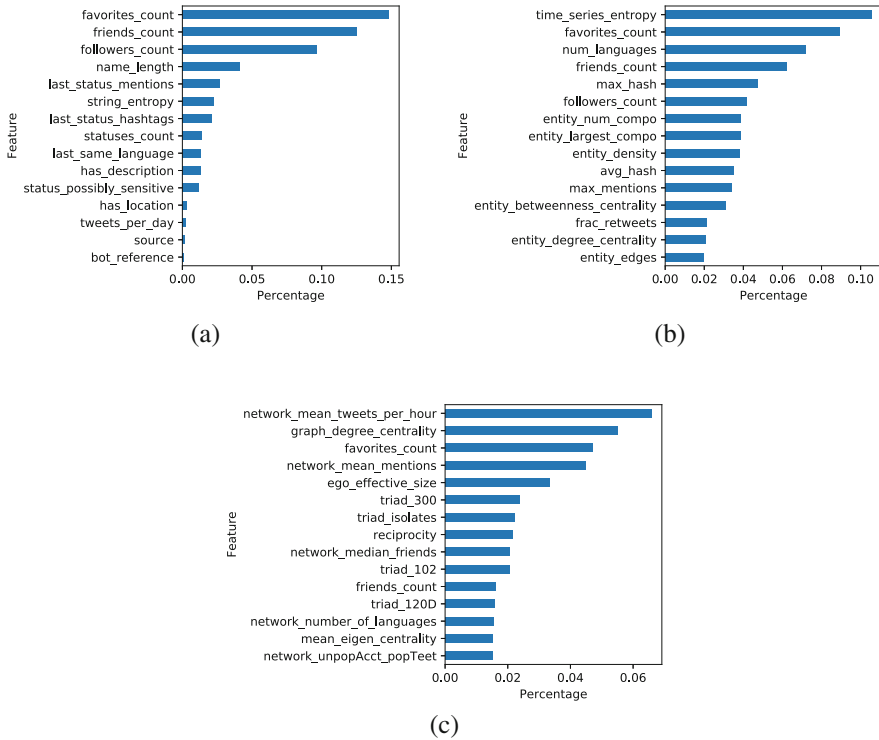 favorites_count
friends_count
followers_count
name_length
last_status_mentions
string_entropy
last_status_hashtags
statuses_count
last_same_language
has_description
status_possibly_sensitive
has_location
tweets_per_day
source
bot_reference
Feature
0.00 0.05 0.10 0.15
Percentage
(a)
time_series_entropy
favorites_count
num_languages
friends_count
max_hash
followers_count
entity_num_compo
entity_largest_compo
entity_density
avg_hash
max_mentions
entity_betweenness_centrality
frac_retweets
entity_degree_centrality
entity_edges
Feature
0.00 0.02 0.04 0.06 0.08 0.10
Percentage
(b)
network_mean_tweets_per_hour
graph_degree_centrality
favorites_count
network_mean_mentions
ego_effective_size
triad_300
triad_isolates
reciprocity
network_median_friends
triad_102
friends_count
triad_120D
network_number_of_languages
mean_eigen_centrality
network_unpopAcct_popTeet
Feature
0.00 0.02 0.04 0.06
Percentage
(c)